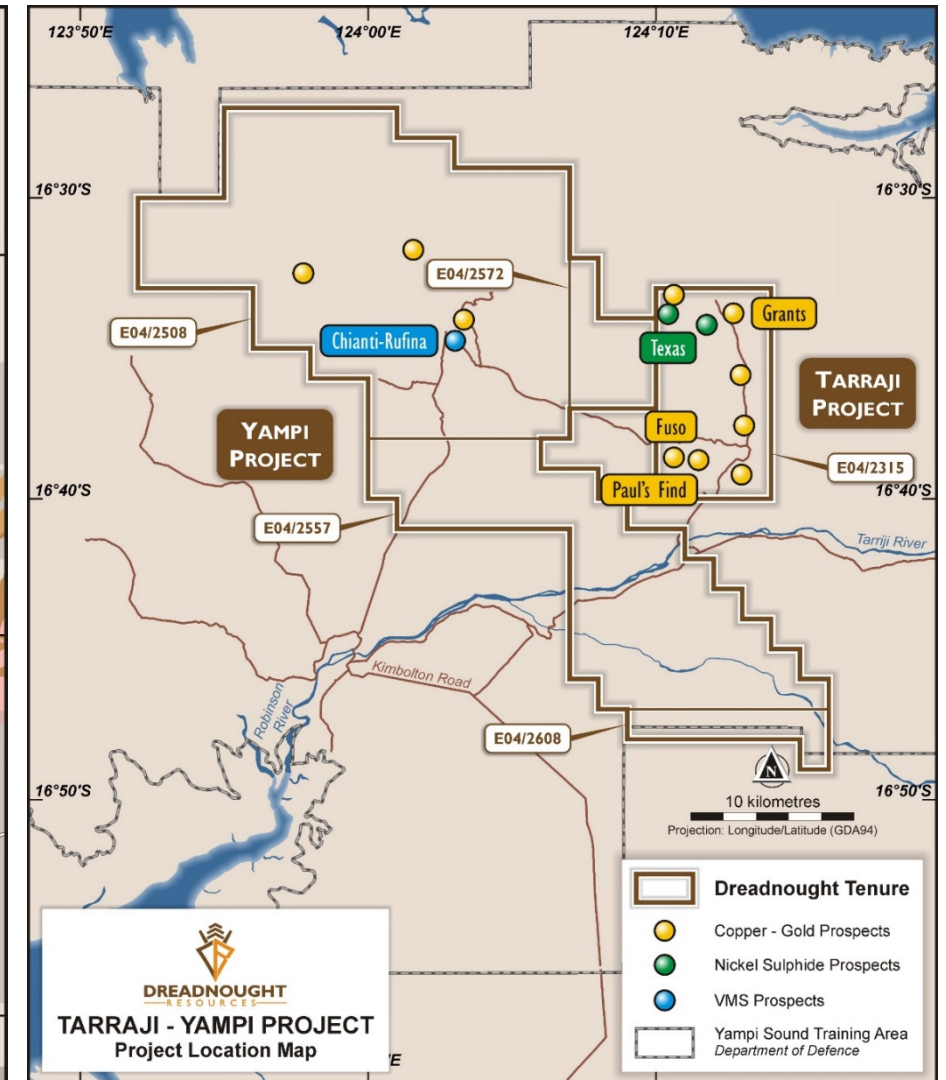 123°50'E
124°00'E
124°10'E
16°30'S
16°30'S
E04/2572
E04/2508
Chianti-Rufina
Grants
Texas
TARRAJI
PROJECT
YAMPI
PROJECT
Fuso
E04/2315
Paul's Find
16°40'S
16°40'S
E04/2557
Tarriji River
Kimbolton Road
Robinson
River
E04/2608
N
16°50'S
16°50'S
10 kilometres
Projection: Longitude/Latitude (GDA94)
Dreadnought Tenure
Copper - Gold Prospects
Nickel Sulphide Prospects
VMS Prospects
Yampi Sound Training Area
Department of Defence
DREADNOUGHT
RESOURCES
TARRAJI - YAMPI PROJECT
Project Location Map